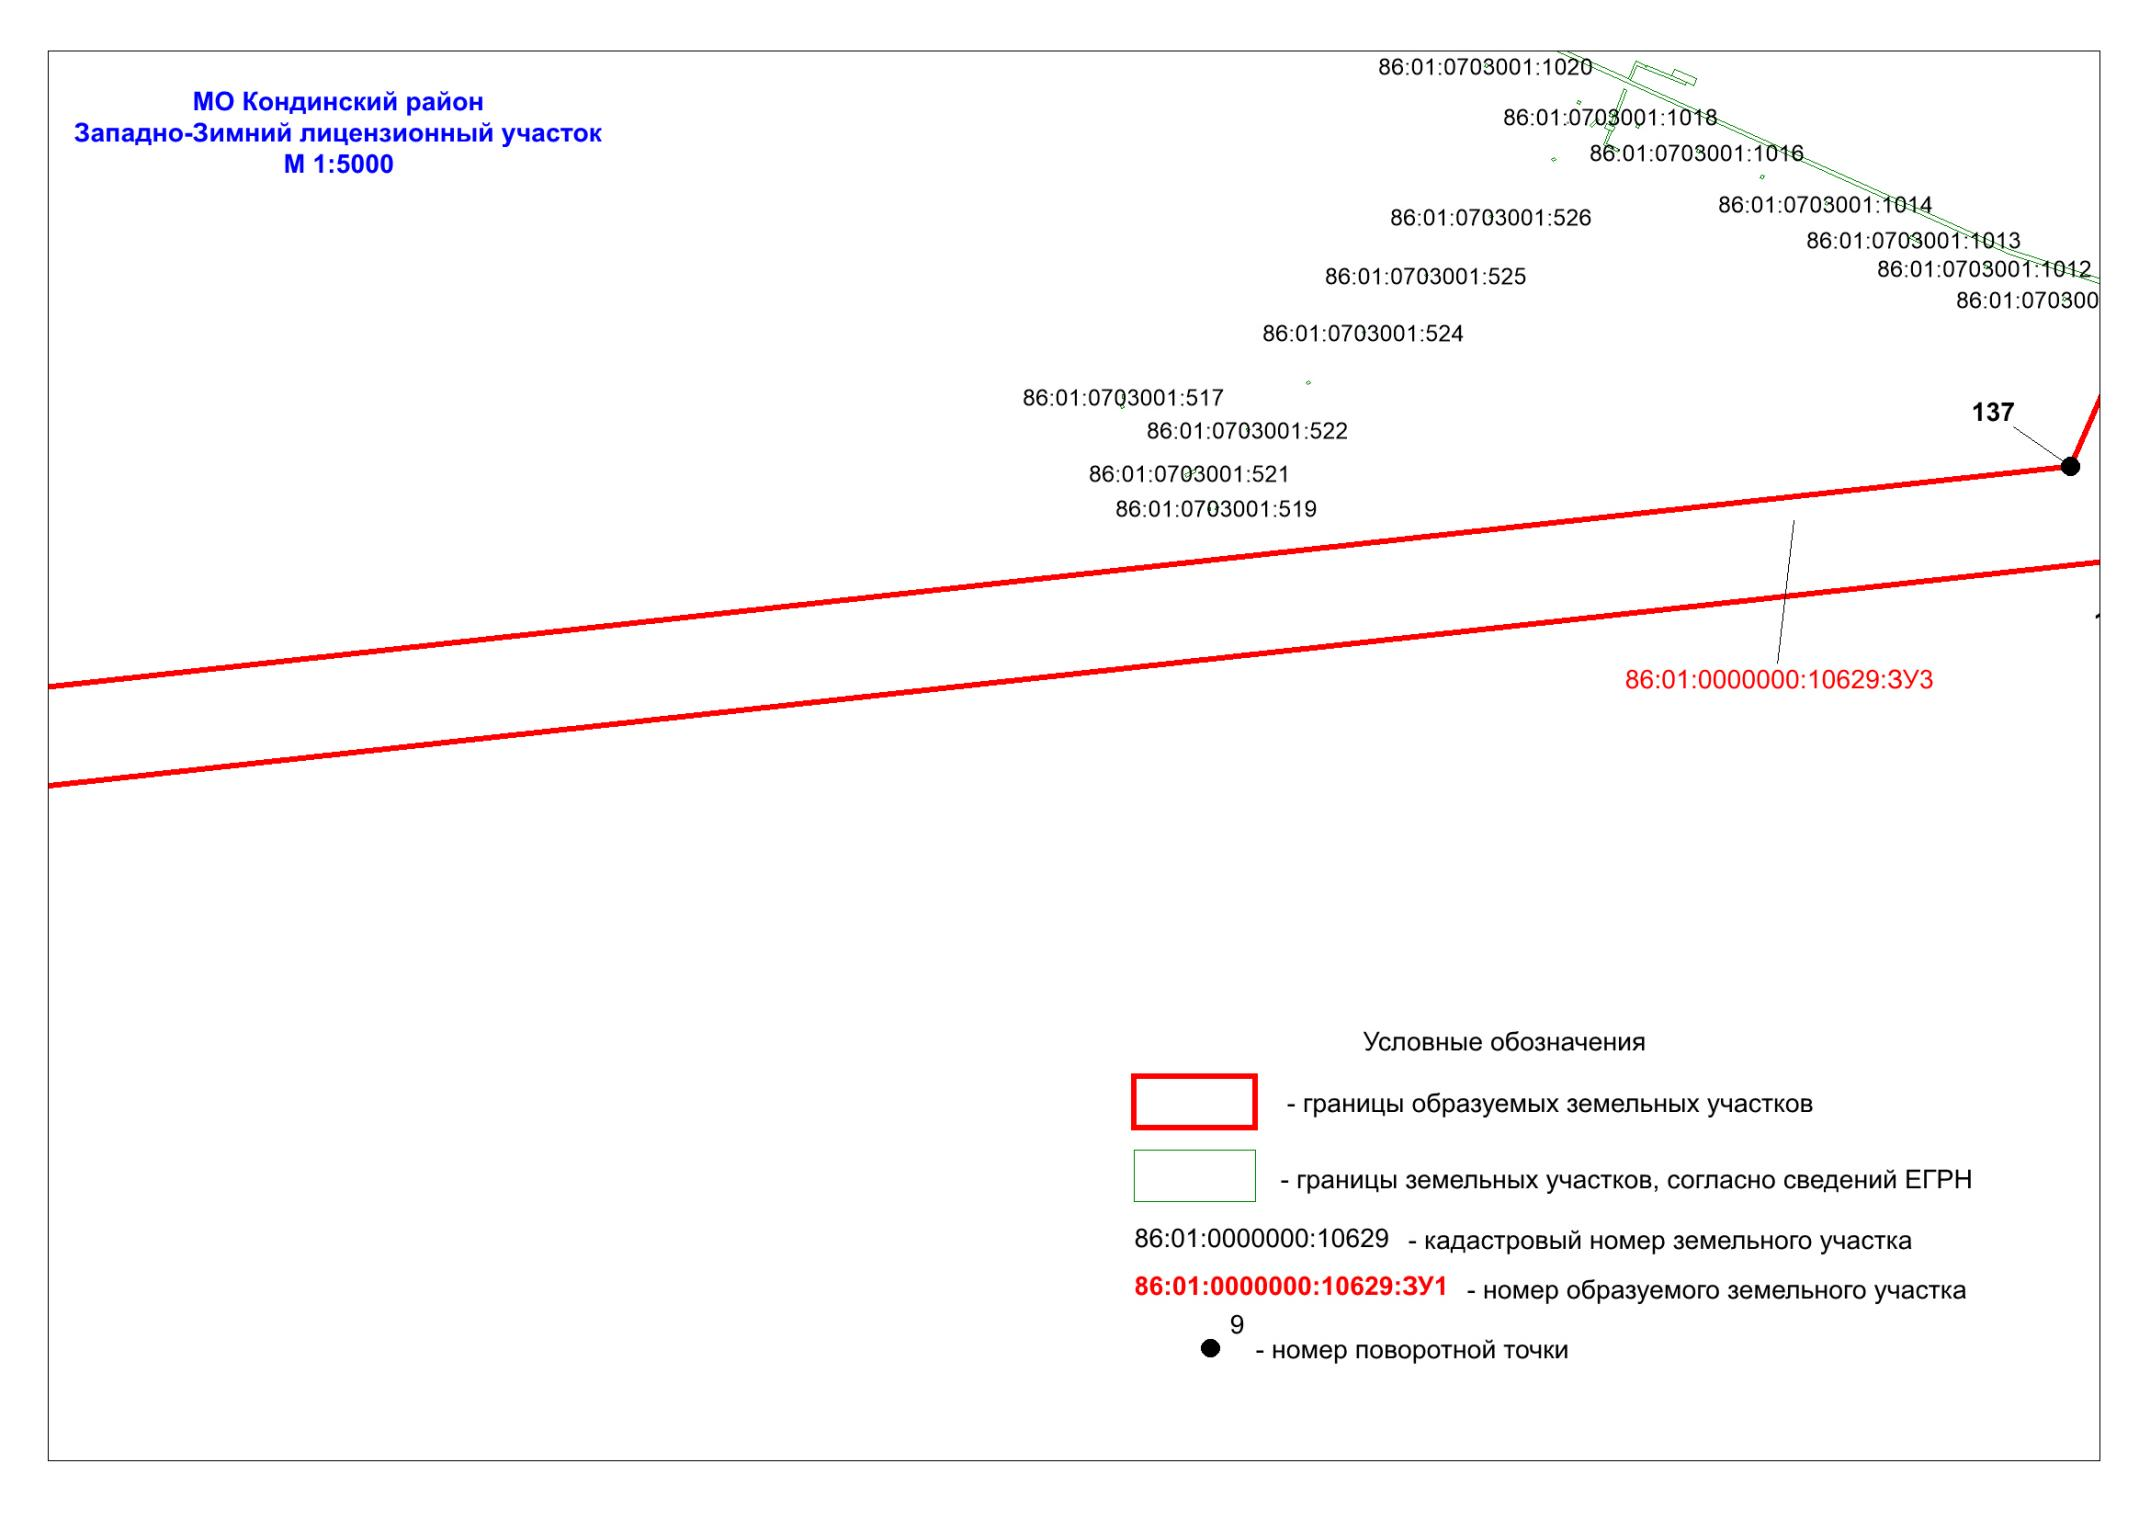 МО Кондинский район
Западно-Зимний лицензионный участок
М 1:5000
86:01:0703001:1020
86:01:0703001:1018
86:01:0703001:1016
86:01:0703001:1014
86:01:0703001:526
86:01:0703001:1013
86:01:0703001:1012
86:01:0703001:525
86:01:070300
86:01:0703001:524
86:01:0703001:517
137
86:01:0703001:522
86:01:0703001:521
86:01:0703001:519
86:01:0000000:10629:ЗУ3
Условные обозначения
- границы образуемых земельных участков
- границы земельных участков, согласно сведений ЕГРН
86:01:0000000:10629 - кадастровый номер земельного участка
86:01:0000000:10629:ЗУ1 - номер образуемого земельного участка
9
- номер поворотной точки